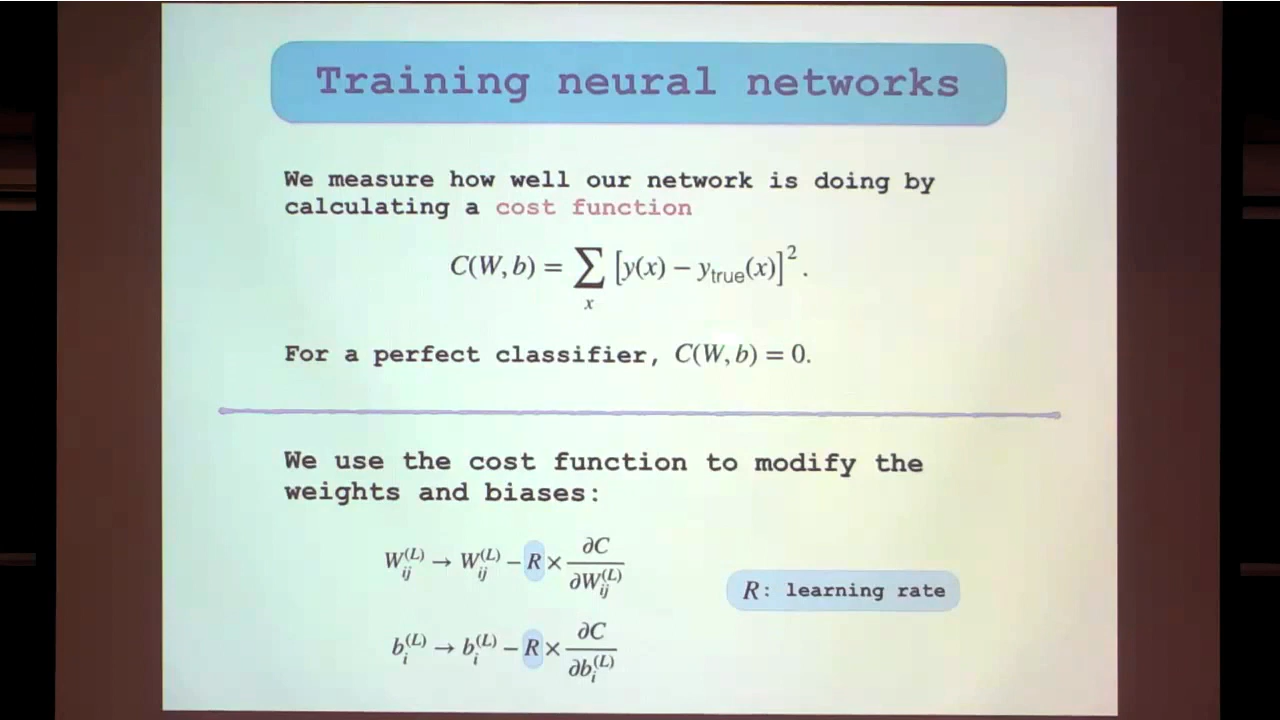 Training neural networks
We measure how well our network is doing by
calculating a cost function
C(W, b) = ∑_x [y(x) − y_true(x)]².
For a perfect classifier, C(W, b) = 0.
We use the cost function to modify the
weights and biases:
W_ij^(L) → W_ij^(L) − R × ∂C/∂W_ij^(L)
R: learning rate
b_i^(L) → b_i^(L) − R × ∂C/∂b_i^(L)